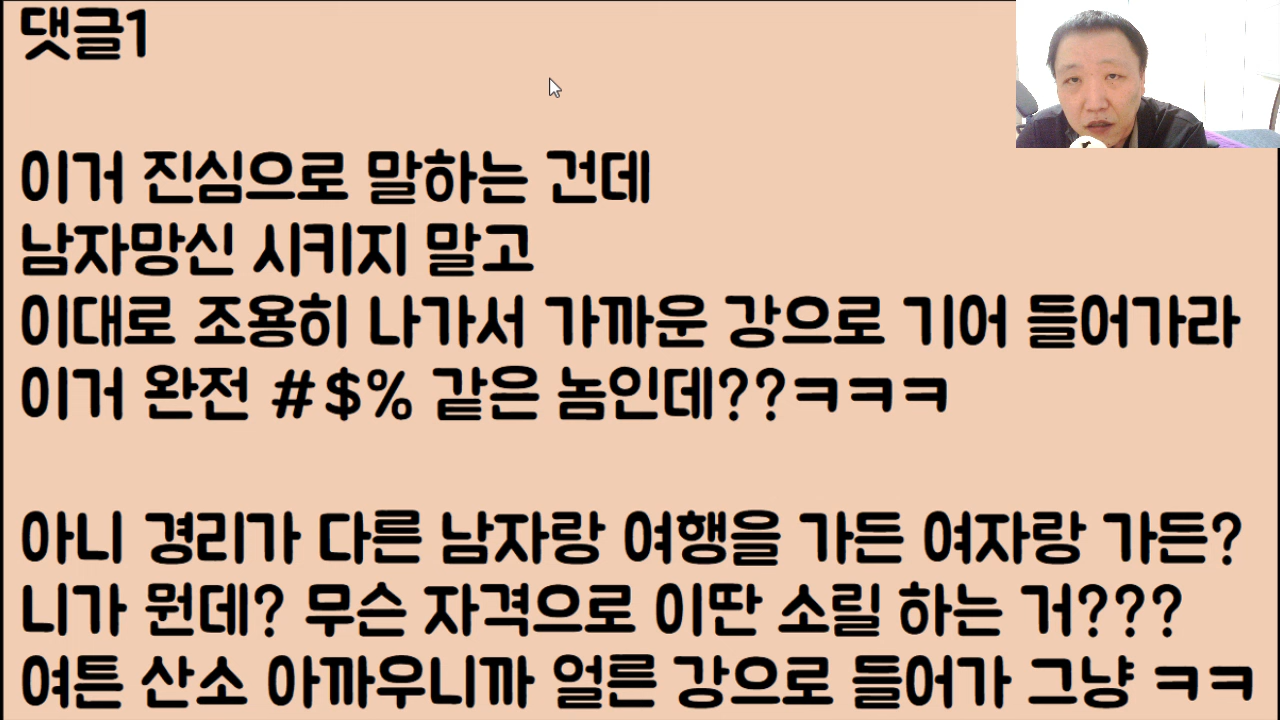 댓글1
이거 진심으로 말하는 건데
남자망신 시키지 말고
이대로 조용히 나가서 가까운 강으로 기어 들어가라
이거 완전 #$% 같은 놈인데??ㅋㅋㅋ
아니 경리가 다른 남자랑 여행을 가든 여자랑 가든?
니가 뭔데? 무슨 자격으로 이딴 소릴 하는 거???
여튼 산소 아까우니까 얼른 강으로 들어가 그냥 ㅋㅋ